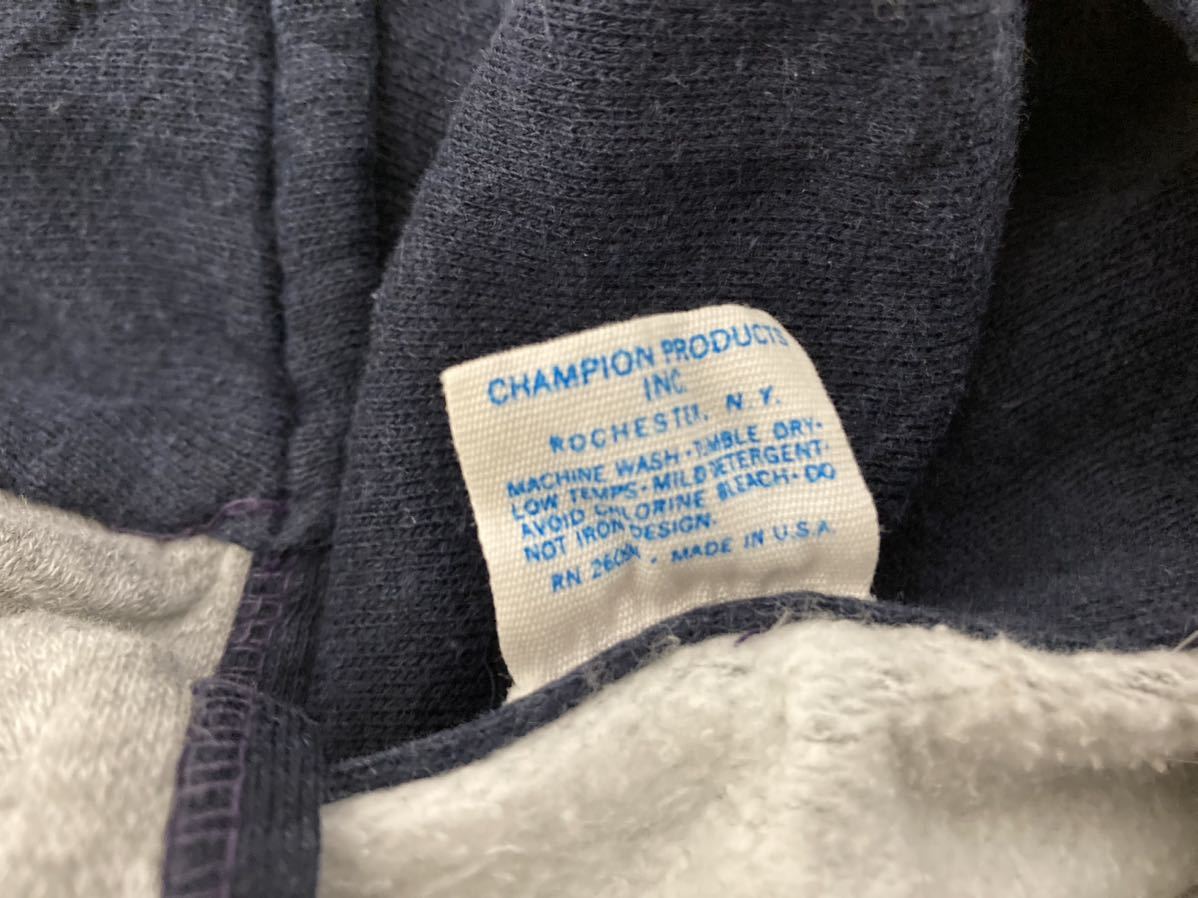 CHAMPION PRODUCTS
INC
ROCHESTER, N.Y.
MACHINE WASH • TUMBLE DRY •
LOW TEMPS • MILD DETERGENT •
AVOID CHLORINE BLEACH • DO
NOT IRON DESIGN.
RN • MADE IN U.S.A.